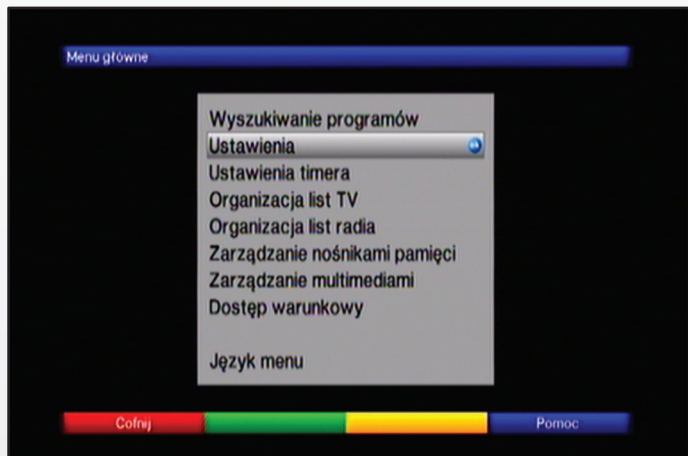 Menu główne
Wyszukiwanie programów
Ustawienia
Ustawienia timera
Organizacja list TV
Organizacja list radia
Zarządzanie nośnikami pamięci
Zarządzanie multimediami
Dostęp warunkowy
Język menu
Cofnij Pomoc